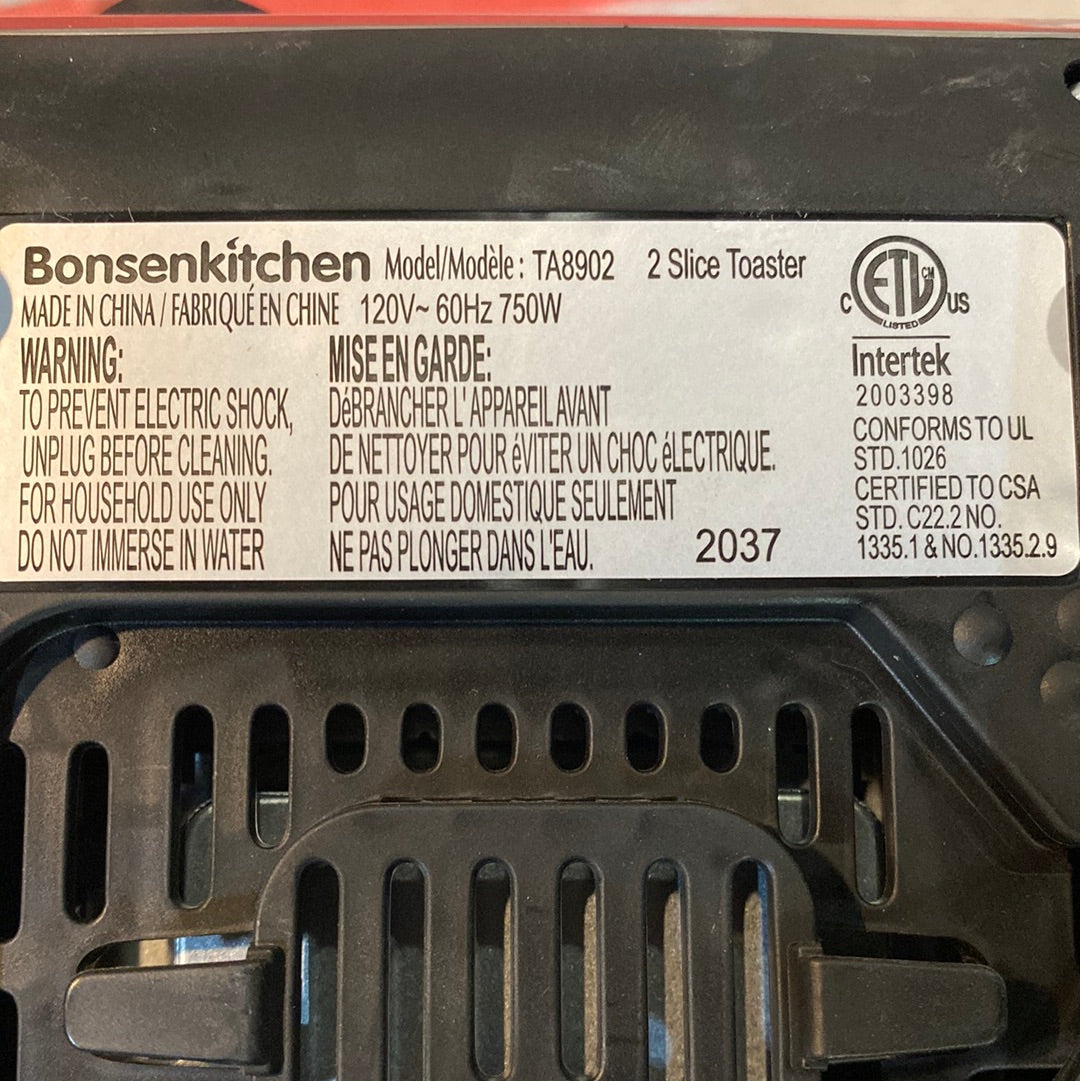 Bonsenkitchen Model/Modèle : TA8902 2 Slice Toaster
MADE IN CHINA / FABRIQUÉ EN CHINE 120V~ 60Hz 750W
WARNING:
TO PREVENT ELECTRIC SHOCK,
UNPLUG BEFORE CLEANING.
FOR HOUSEHOLD USE ONLY
DO NOT IMMERSE IN WATER
MISE EN GARDE:
DéBRANCHER L'APPAREIL AVANT
DE NETTOYER POUR éVITER UN CHOC éLECTRIQUE.
POUR USAGE DOMESTIQUE SEULEMENT
NE PAS PLONGER DANS L'EAU.
2037
C ETL CM US
LISTED
Intertek
2003398
CONFORMS TO UL
STD.1026
CERTIFIED TO CSA
STD. C22.2 NO.
1335.1 & NO.1335.2.9